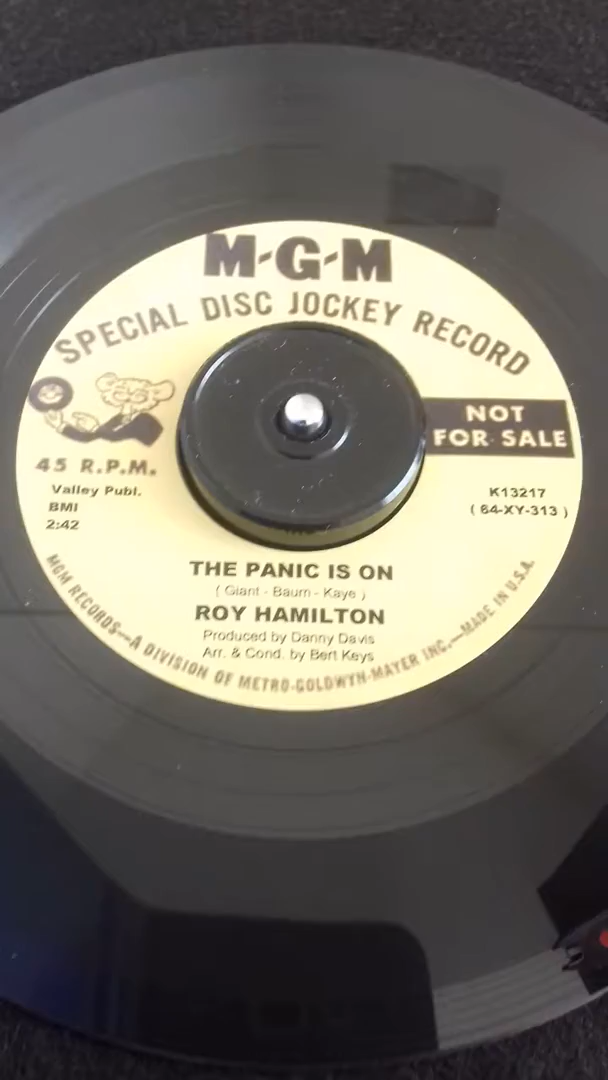 M-G-M
SPECIAL DISC JOCKEY RECORD
NOT
FOR SALE
45 R.P.M.
Valley Publ.
BMI
2:42
K13217
( 64-XY-313 )
THE PANIC IS ON
( Giant - Baum - Kaye )
ROY HAMILTON
Produced by Danny Davis
Arr. & Cond. by Bert Keys
MGM RECORDS—A DIVISION OF METRO-GOLDWYN-MAYER INC.—MADE IN U.S.A.